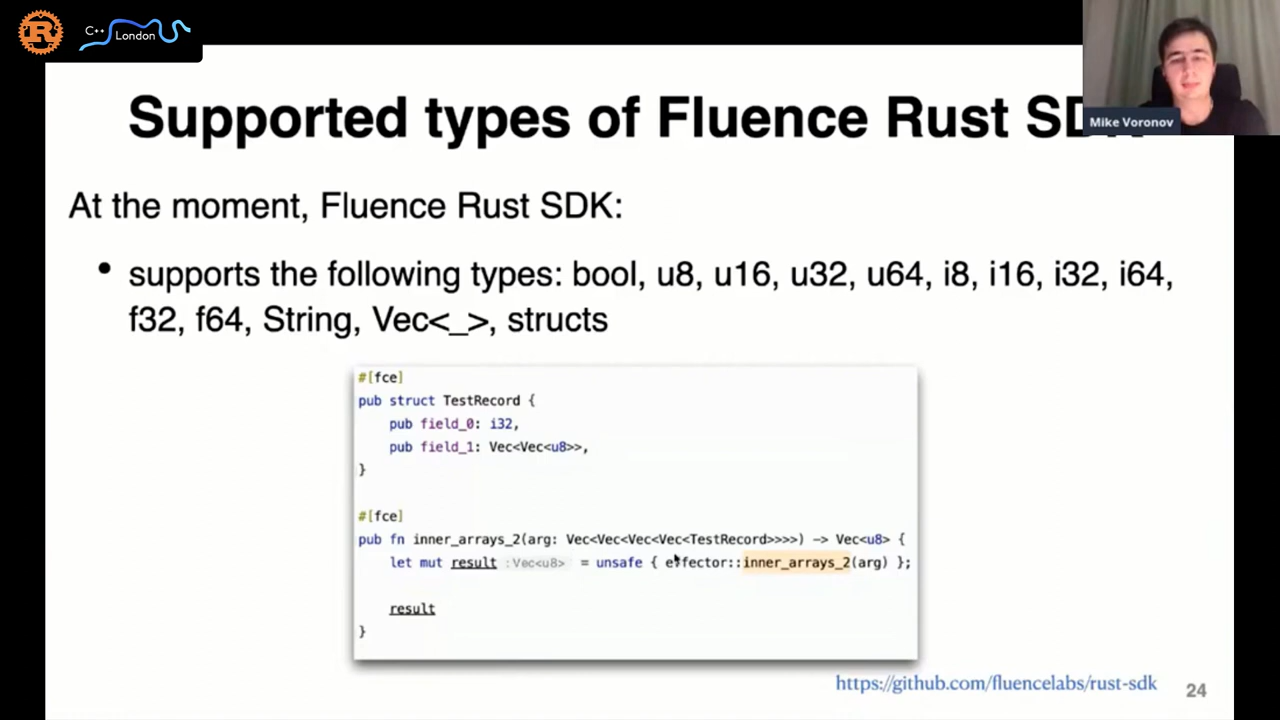 C++
London
Mike Voronov
Supported types of Fluence Rust SDK
At the moment, Fluence Rust SDK:
• supports the following types: bool, u8, u16, u32, u64, i8, i16, i32, i64,
f32, f64, String, Vec<_>, structs
#[fce]
pub struct TestRecord {
pub field_0: i32,
pub field_1: Vec<Vec<u8>>,
}
#[fce]
pub fn inner_arrays_2(arg: Vec<Vec<Vec<Vec<TestRecord>>>>) -> Vec<u8> {
let mut result :Vec<u8> = unsafe { effector::inner_arrays_2(arg) };
result
}
https://github.com/fluencelabs/rust-sdk
24